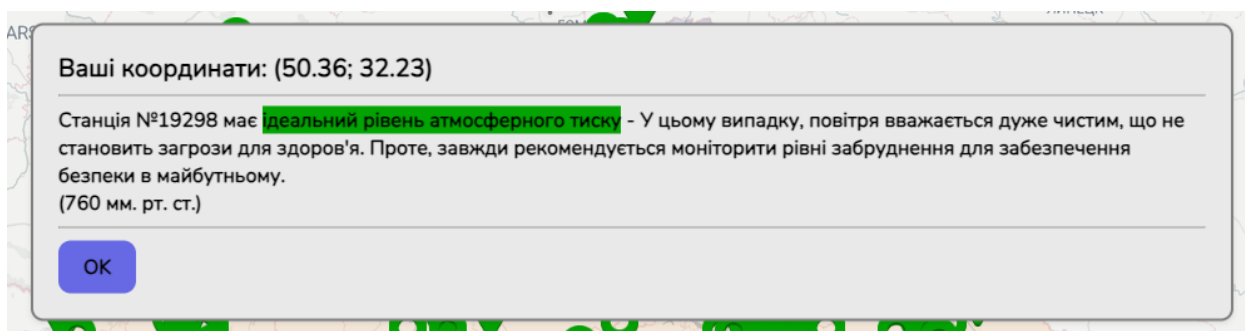 Ваші координати: (50.36; 32.23)
Станція №19298 має ідеальний рівень атмосферного тиску - У цьому випадку, повітря вважається дуже чистим, що не
становить загрози для здоров'я. Проте, завжди рекомендується моніторити рівні забруднення для забезпечення
безпеки в майбутньому.
(760 мм. рт. ст.)
OK